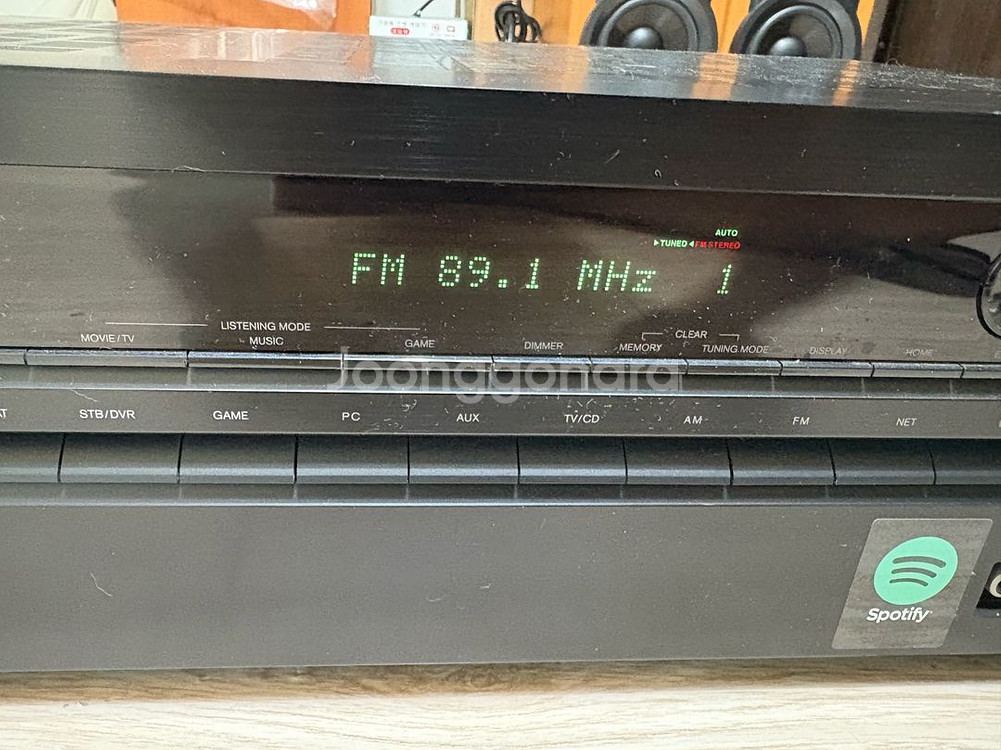 AUTO
TUNED FM STEREO
FM 89.1 MHz 1
LISTENING MODE
CLEAR
MOVIE/TV MUSIC GAME DIMMER MEMORY TUNING MODE DISPLAY HOME
Joonggonara
STB/DVR GAME PC AUX TV/CD AM FM NET
Spotify